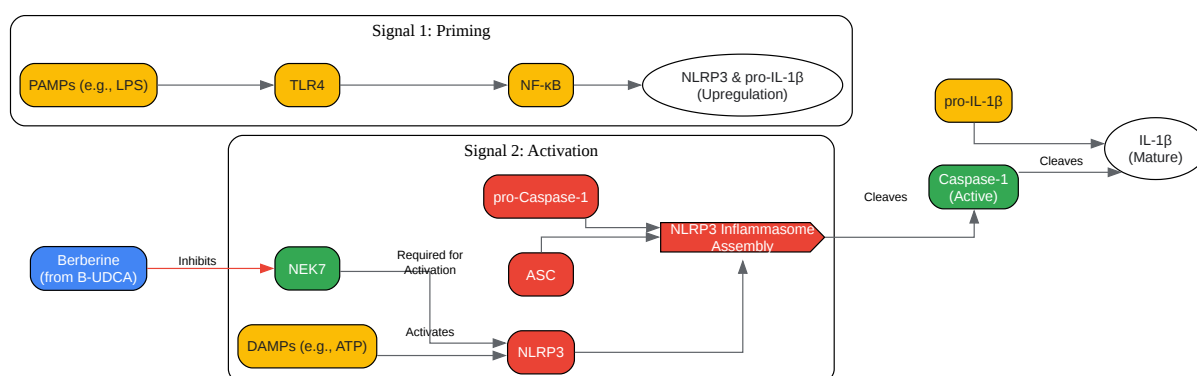 Signal 1: Priming
PAMPs (e.g., LPS)
TLR4
NF-κB
NLRP3 & pro-IL-1β
(Upregulation)
pro-IL-1β
IL-1β
(Mature)
Signal 2: Activation
pro-Caspase-1
Cleaves
Caspase-1
(Active)
Cleaves
NLRP3 Inflammasome
Assembly
Berberine
(from B-UDCA)
Inhibits
NEK7
Required for
Activation
ASC
DAMPs (e.g., ATP)
Activates
NLRP3